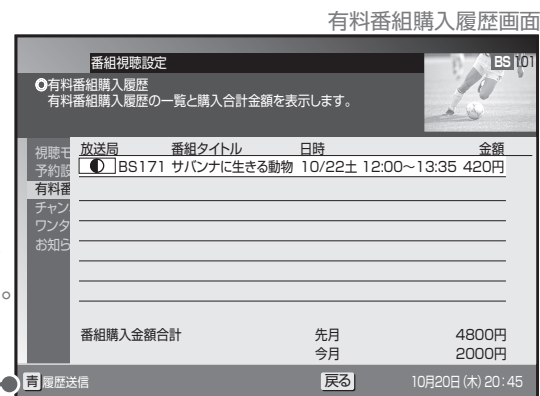 有料番組購入履歴画面
番組視聴設定
BS 101
有料番組購入履歴
有料番組購入履歴の一覧と購入合計金額を表示します。
視聴モ
予約設
有料番
チャン
ワンタ
お知ら
放送局 番組タイトル 日時 金額
BS171 サバンナに生きる動物 10/22土 12:00～13:35 420円
番組購入金額合計 先月 4800円
今月 2000円
青 履歴送信 戻る 10月20日(木)20:45